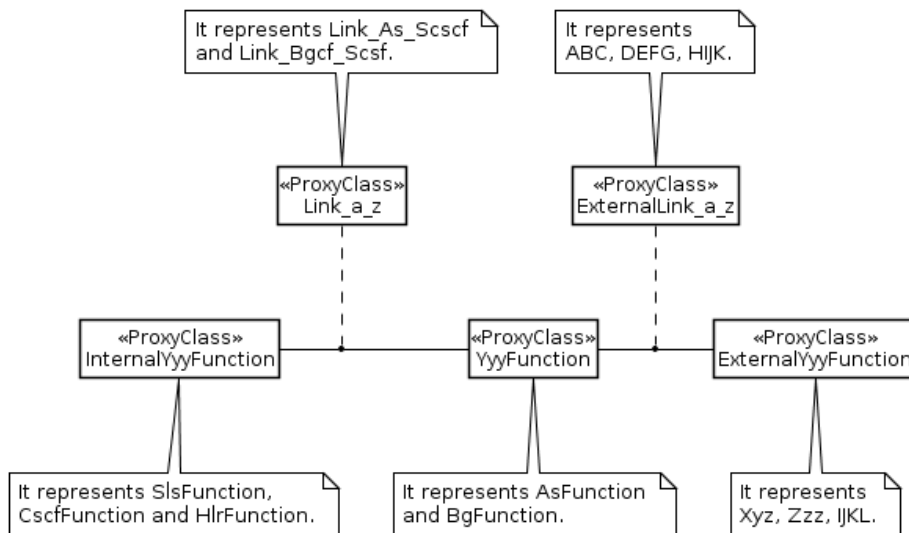 It represents Link_As_Scscf
and Link_Bgcf_Scsf.
It represents
ABC, DEFG, HIJK.
«ProxyClass»
Link_a_z
«ProxyClass»
ExternalLink_a_z
«ProxyClass»
InternalYyyFunction
«ProxyClass»
YyyFunction
«ProxyClass»
ExternalYyyFunction
It represents SlsFunction,
CscfFunction and HlrFunction.
It represents AsFunction
and BgFunction.
It represents
Xyz, Zzz, IJKL.